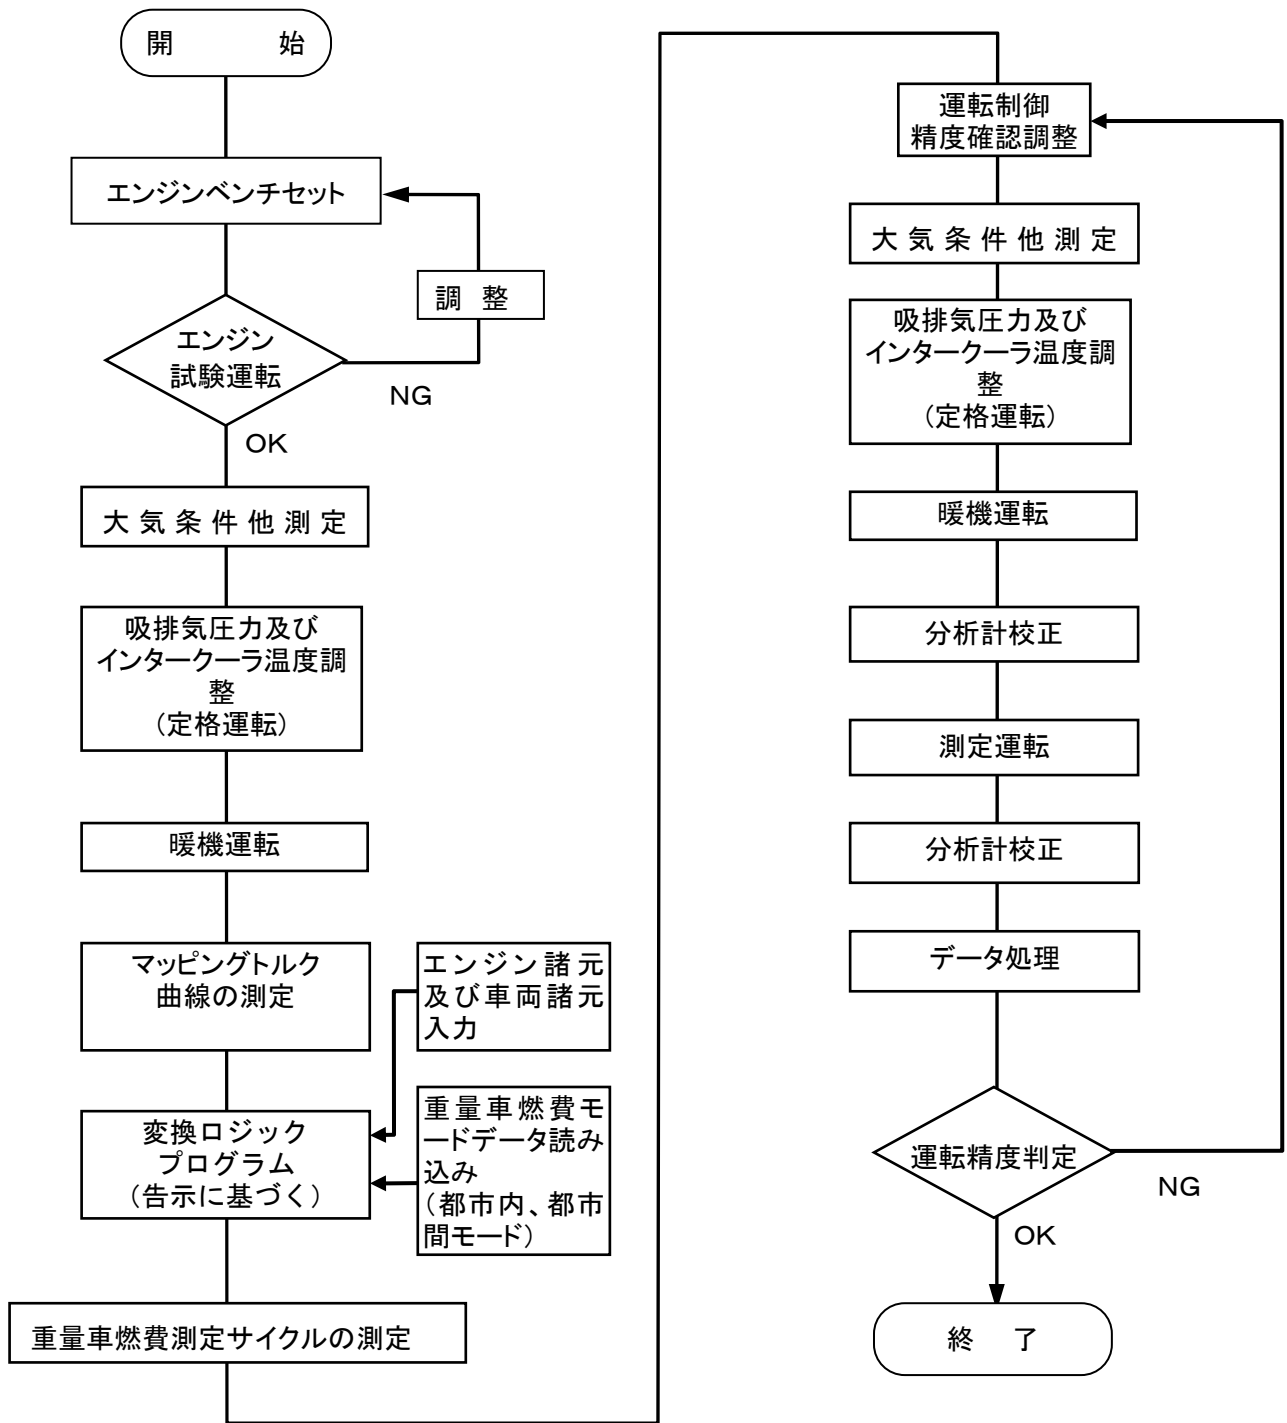 開　　　始
エンジンベンチセット
調 整
エンジン
試験運転
NG
OK
大 気 条 件 他 測 定
吸排気圧力及び
インタークーラ温度調
整
（定格運転）
暖機運転
マッピングトルク
曲線の測定
エンジン諸元
及び車両諸元
入力
変換ロジック
プログラム
（告示に基づく）
重量車燃費モ
ードデータ読み
込み
（都市内、都市
間モード）
重量車燃費測定サイクルの測定
運転制御
精度確認調整
大 気 条 件 他 測 定
吸排気圧力及び
インタークーラ温度調
整
（定格運転）
暖機運転
分析計校正
測定運転
分析計校正
データ処理
運転精度判定
NG
OK
終　了